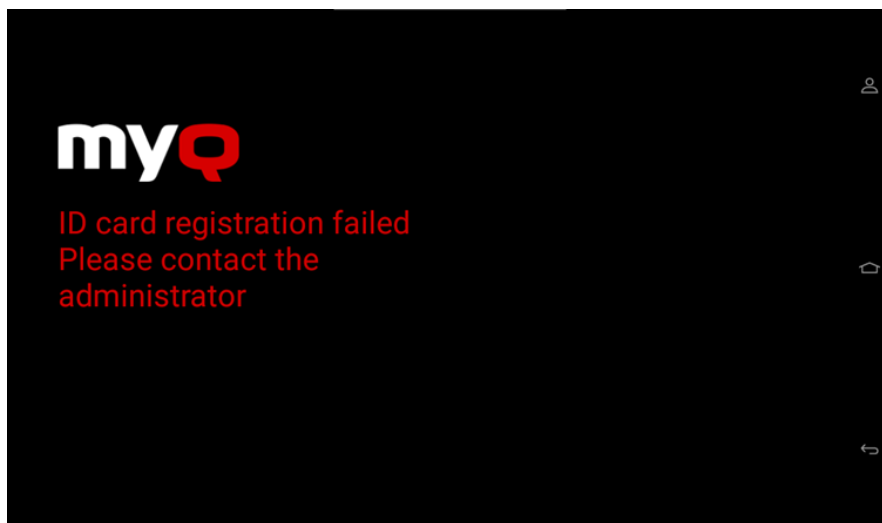 myQ
ID card registration failed
Please contact the
administrator